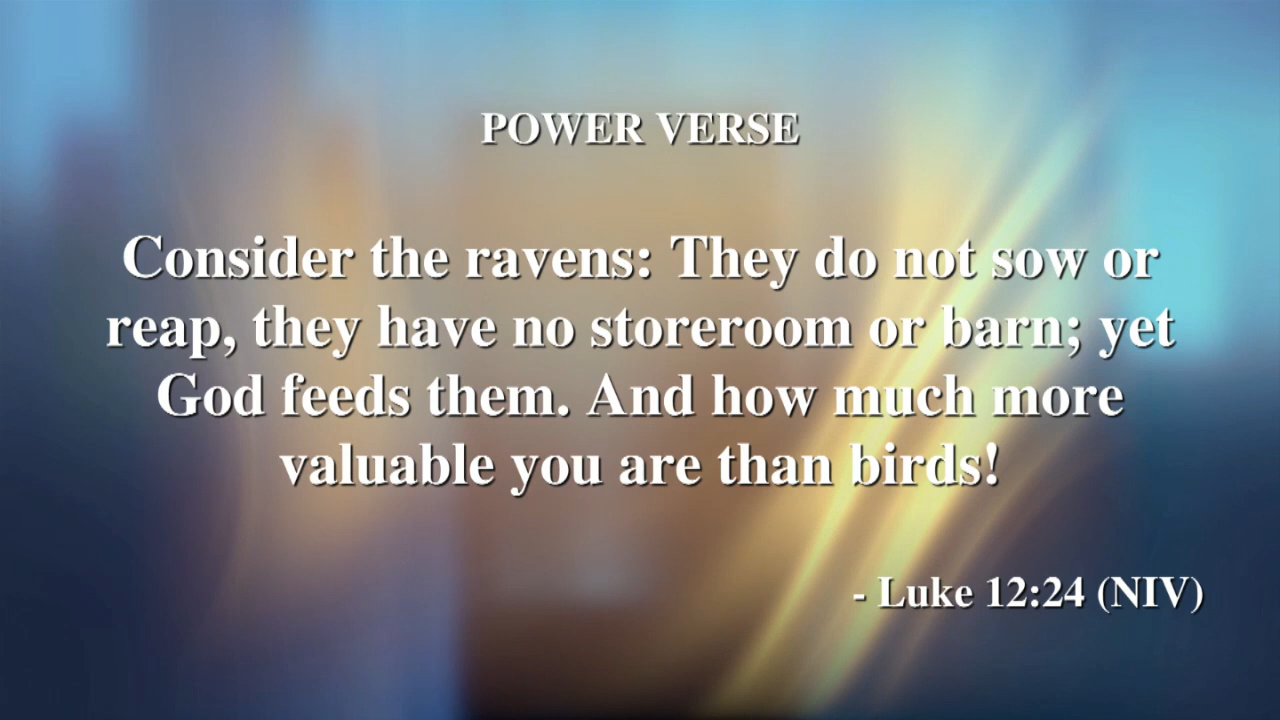 POWER VERSE
Consider the ravens: They do not sow or
reap, they have no storeroom or barn; yet
God feeds them. And how much more
valuable you are than birds!
- Luke 12:24 (NIV)